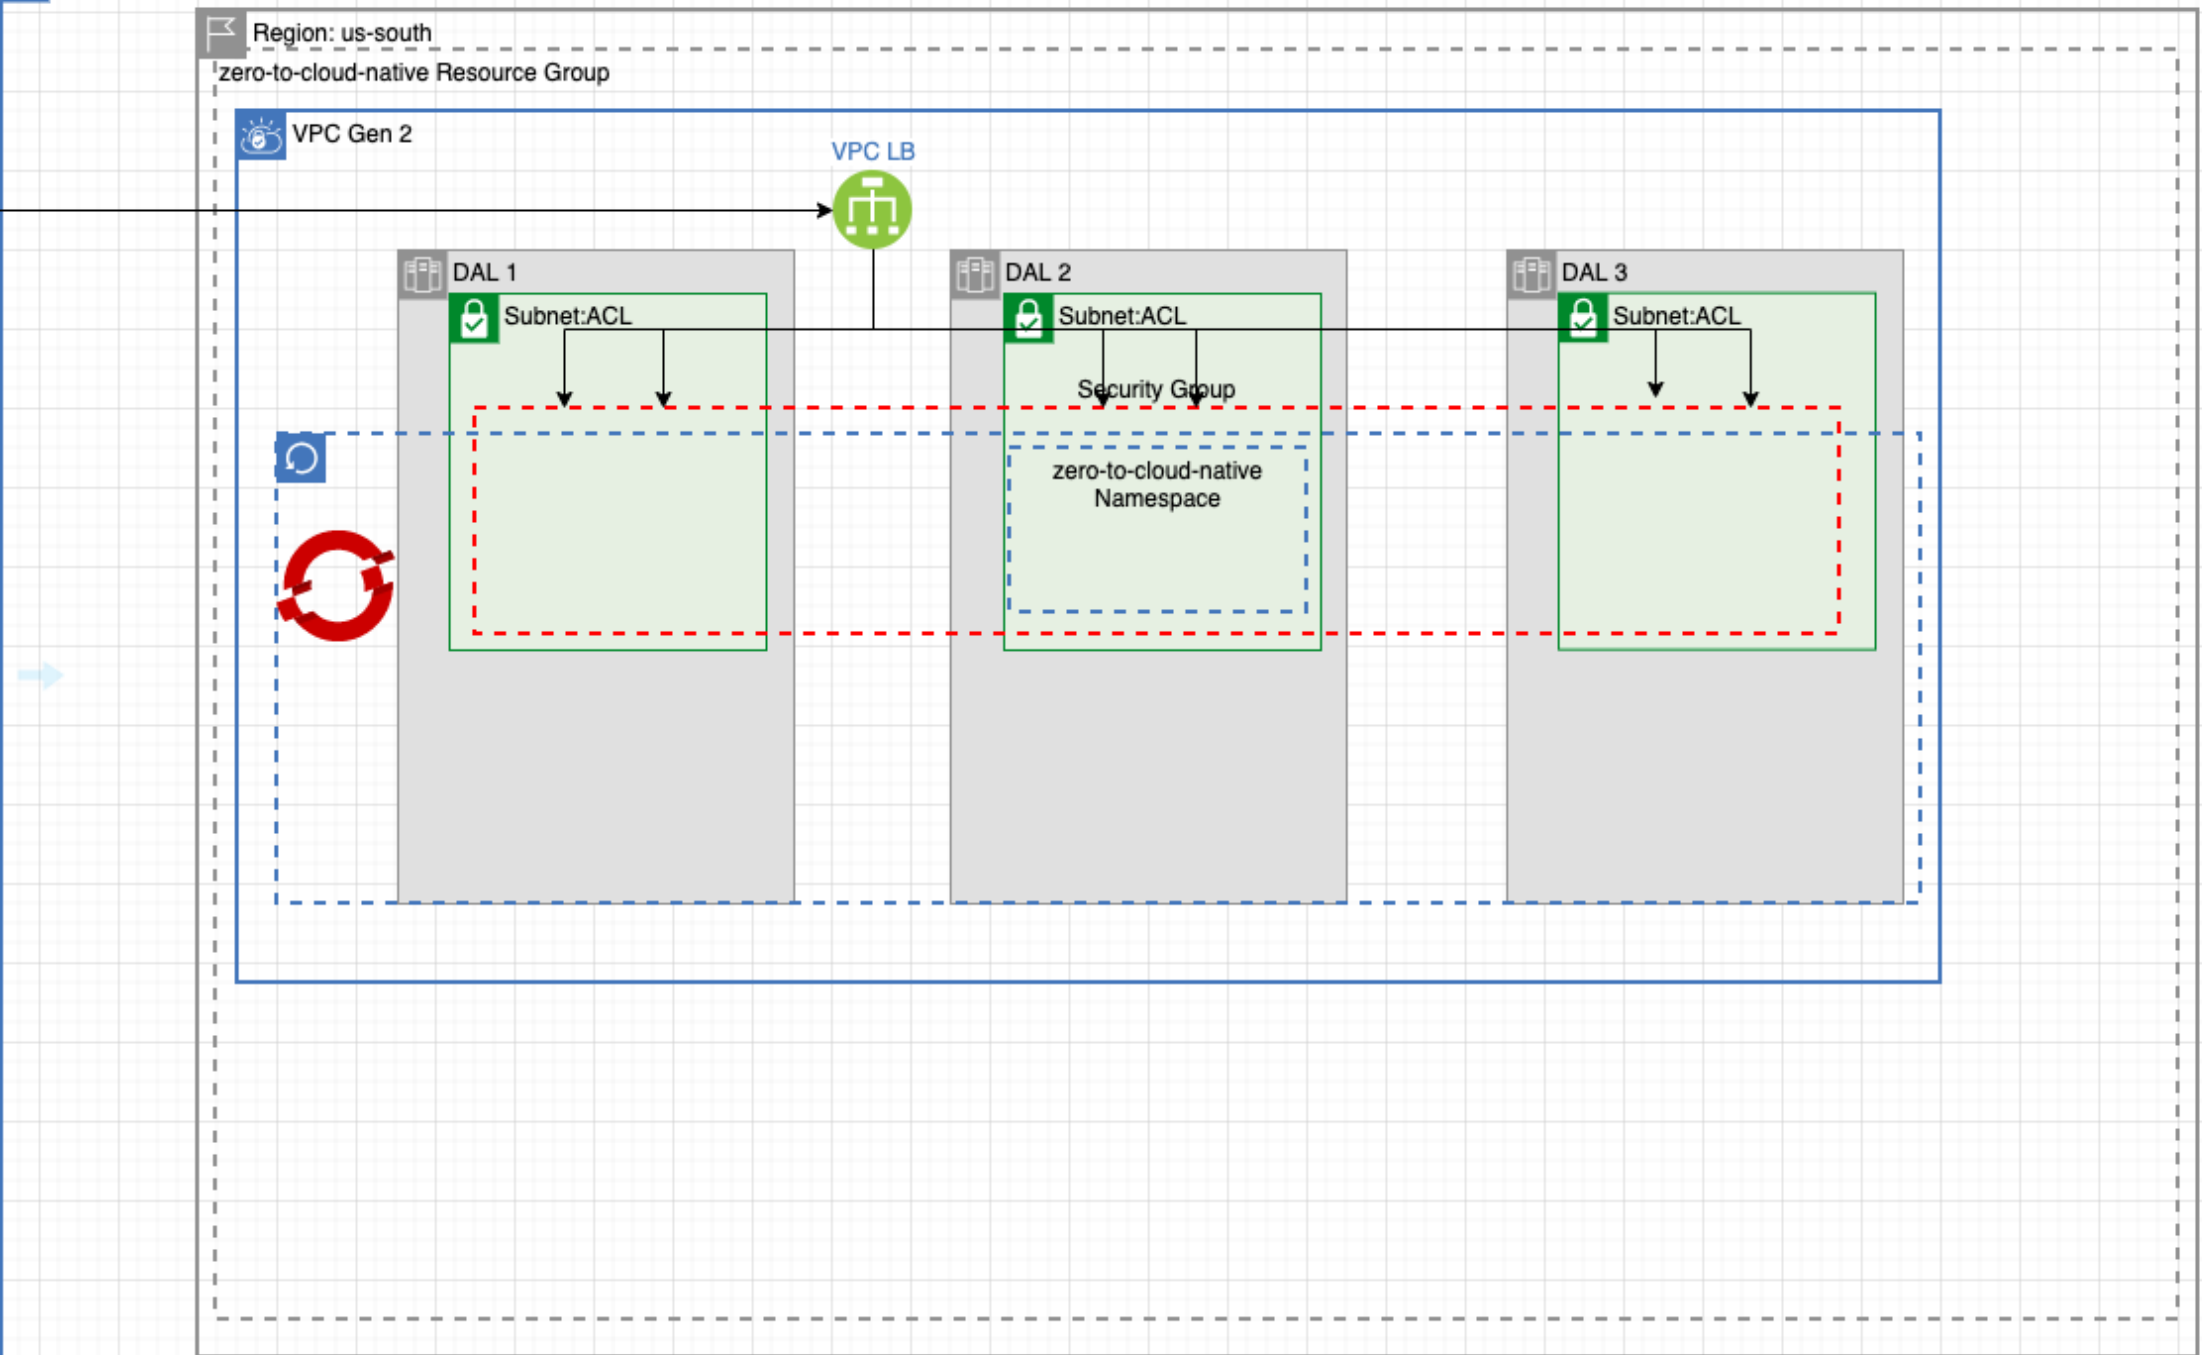 Region: us-south
zero-to-cloud-native Resource Group
VPC Gen 2
VPC LB
DAL 1
DAL 2
DAL 3
Subnet:ACL
Subnet:ACL
Subnet:ACL
Security Group
zero-to-cloud-native
Namespace